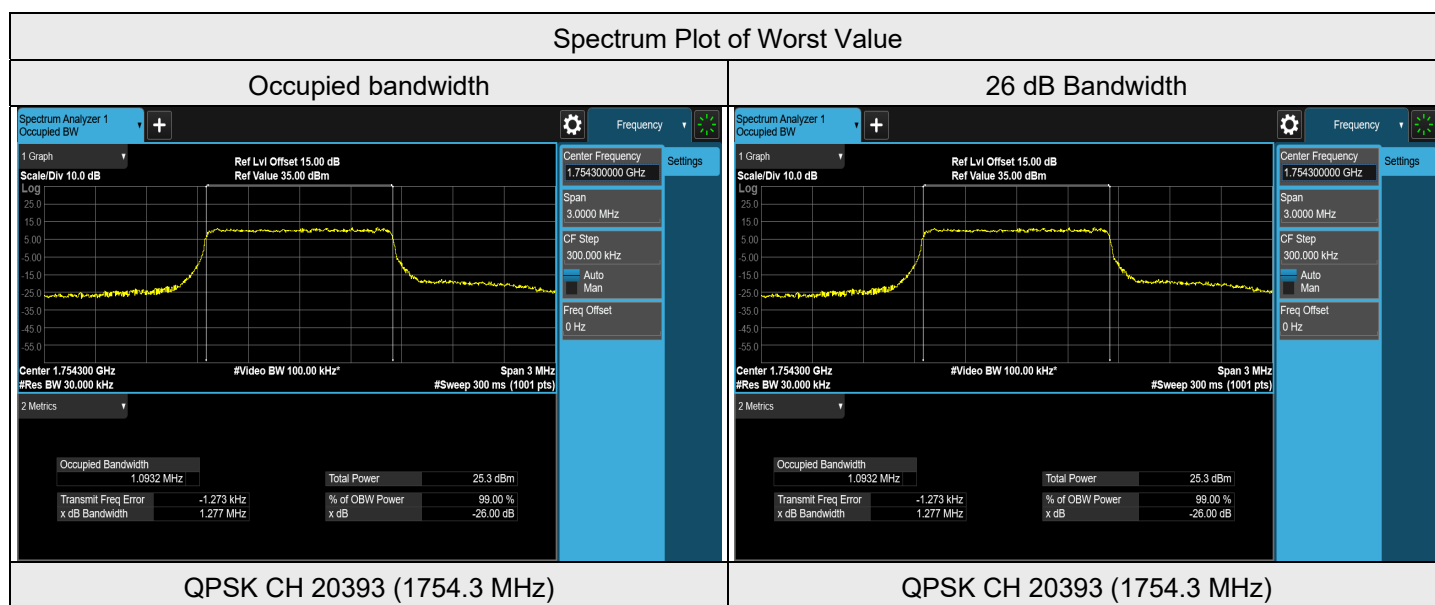 Spectrum Plot of Worst Value
Occupied bandwidth
26 dB Bandwidth
Spectrum Analyzer 1
Occupied BW
+
Frequency
1 Graph
Ref Lvl Offset 15.00 dB
Scale/Div 10.0 dB
Ref Value 35.00 dBm
Log
25.0
15.0
5.00
-5.00
-15.0
-25.0
-35.0
-45.0
-55.0
Center 1.754300 GHz
#Video BW 100.00 kHz*
Span 3 MHz
#Res BW 30.000 kHz
#Sweep 300 ms (1001 pts)
Center Frequency
1.754300000 GHz
Settings
Span
3.0000 MHz
CF Step
300.000 kHz
Auto
Man
Freq Offset
0 Hz
2 Metrics
Occupied Bandwidth
1.0932 MHz
Total Power 25.3 dBm
Transmit Freq Error -1.273 kHz
% of OBW Power 99.00 %
x dB Bandwidth 1.277 MHz
x dB -26.00 dB
QPSK CH 20393 (1754.3 MHz)
Spectrum Analyzer 1
Occupied BW
+
Frequency
1 Graph
Ref Lvl Offset 15.00 dB
Scale/Div 10.0 dB
Ref Value 35.00 dBm
Log
25.0
15.0
5.00
-5.00
-15.0
-25.0
-35.0
-45.0
-55.0
Center 1.754300 GHz
#Video BW 100.00 kHz*
Span 3 MHz
#Res BW 30.000 kHz
#Sweep 300 ms (1001 pts)
Center Frequency
1.754300000 GHz
Settings
Span
3.0000 MHz
CF Step
300.000 kHz
Auto
Man
Freq Offset
0 Hz
2 Metrics
Occupied Bandwidth
1.0932 MHz
Total Power 25.3 dBm
Transmit Freq Error -1.273 kHz
% of OBW Power 99.00 %
x dB Bandwidth 1.277 MHz
x dB -26.00 dB
QPSK CH 20393 (1754.3 MHz)